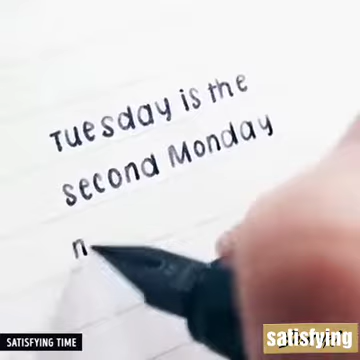 Tuesday is the
second Monday
n
SATISFYING TIME
satisfying